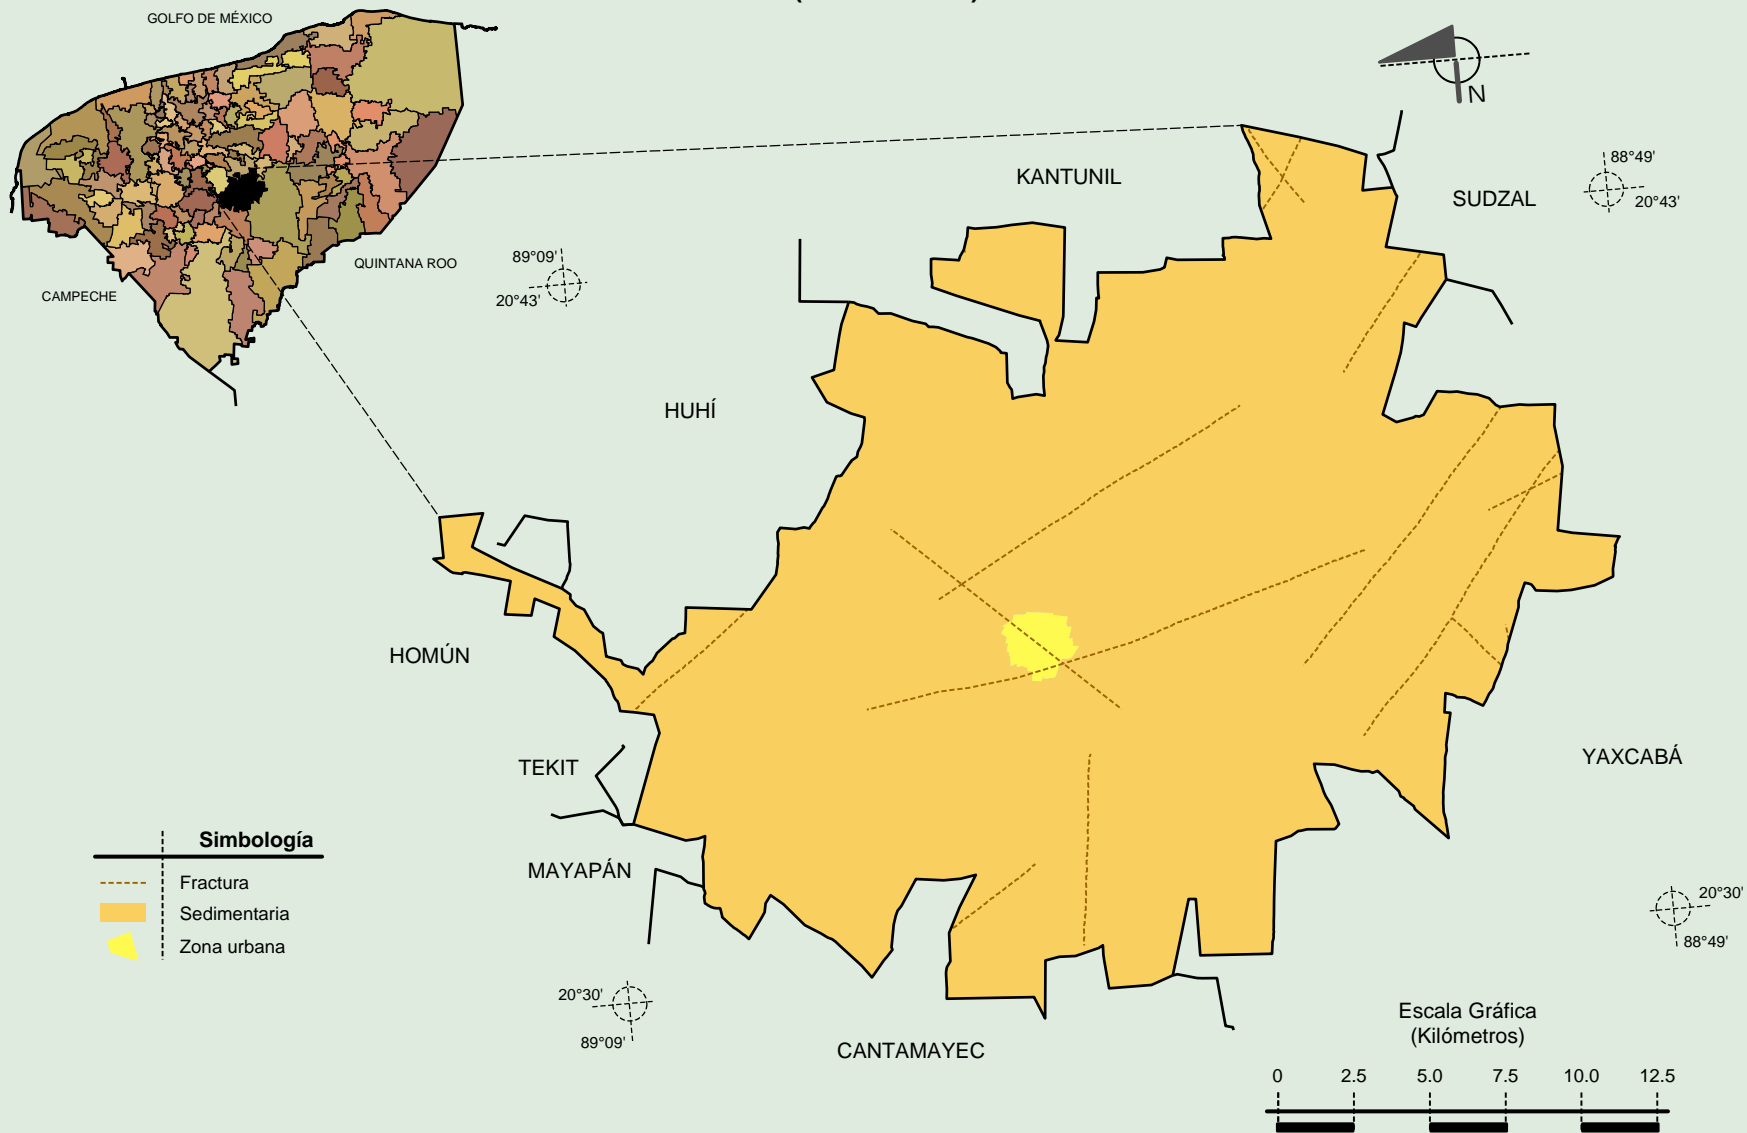 GOLFO DE MÉXICO
N
KANTUNIL
88°49'
SUDZAL
20°43'
89°09'
QUINTANA ROO
CAMPECHE
20°43'
HUHÍ
HOMÚN
TEKIT
YAXCABÁ
Simbología
MAYAPÁN
Fractura
20°30'
Sedimentaria
88°49'
Zona urbana
20°30'
Escala Gráfica
(Kilómetros)
89°09'
CANTAMAYEC
0 2.5 5.0 7.5 10.0 12.5